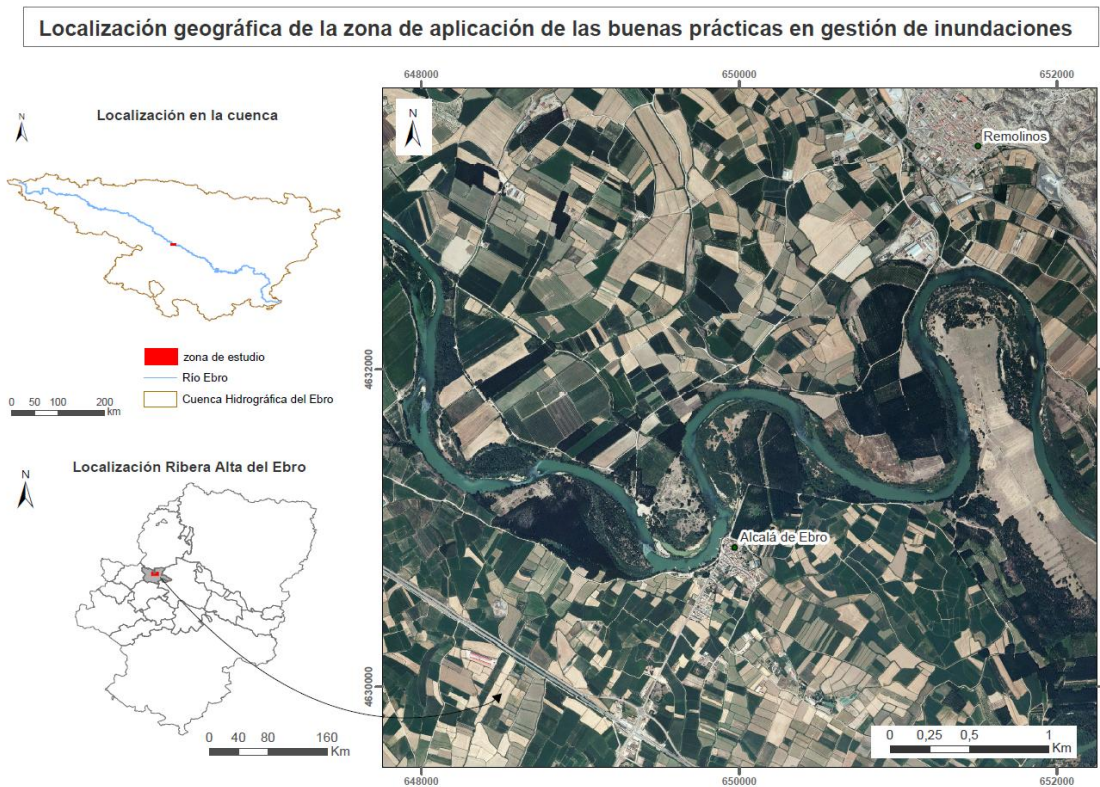 Localización geográfica de la zona de aplicación de las buenas prácticas en gestión de inundaciones
Localización en la cuenca
N
zona de estudio
Río Ebro
Cuenca Hidrográfica del Ebro
0 50 100 200
km
Localización Ribera Alta del Ebro
N
0 40 80 160
Km
648000 650000 652000
N
Remolinos
4632000
Alcalá de Ebro
4630000
0 0,25 0,5 1
Km
648000 650000 652000